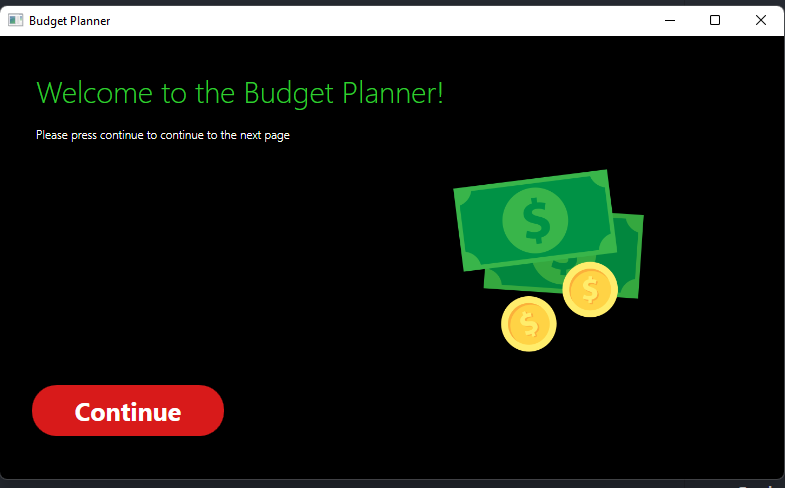 Budget Planner
Welcome to the Budget Planner!
Please press continue to continue to the next page
$
$
$
$
Continue